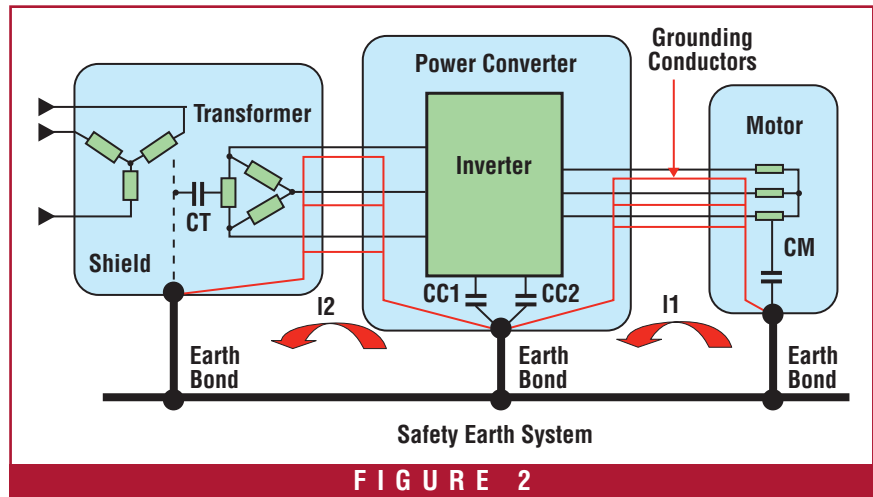 Grounding
Conductors
Power Converter
Transformer
Motor
Inverter
CT
Shield
CM
CC1
CC2
I2
I1
Earth
Bond
Earth
Bond
Earth
Bond
Safety Earth System
FIGURE 2